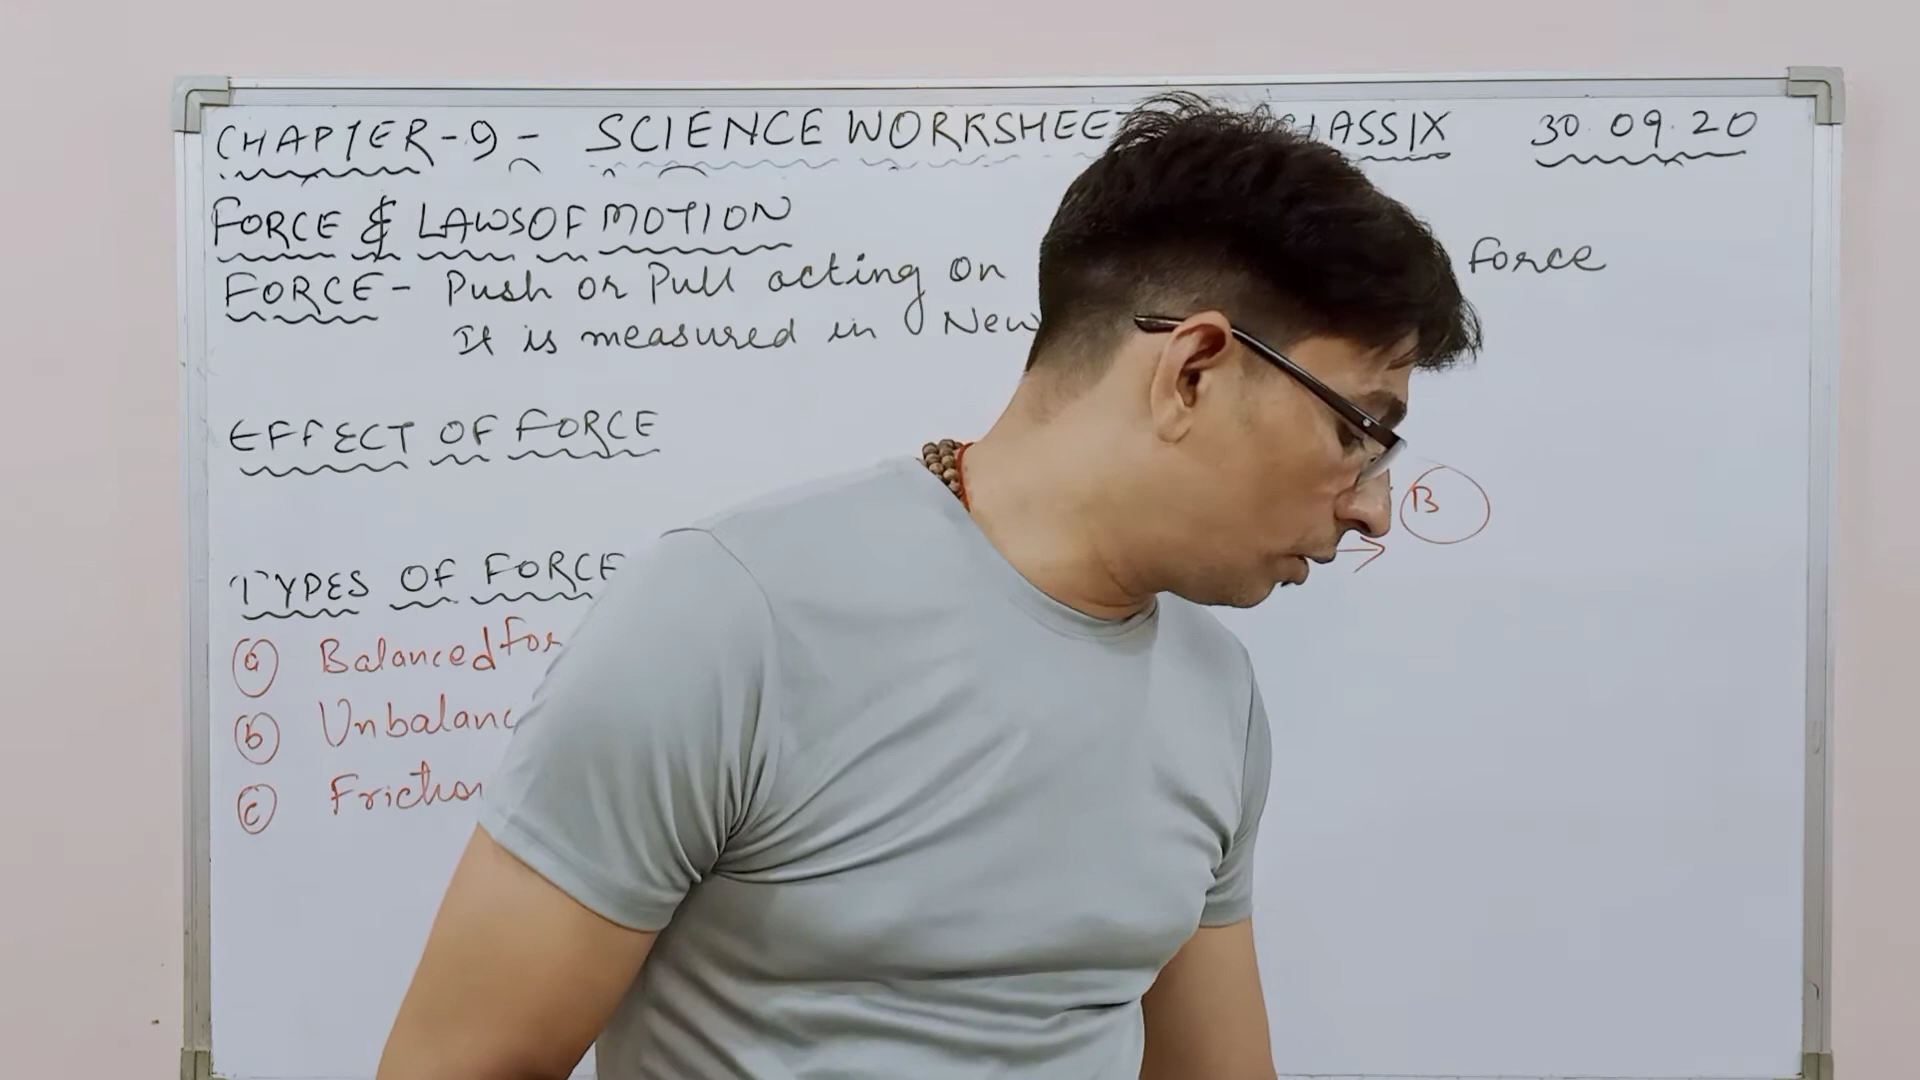 CHAPTER-9- SCIENCE WORKSHEET CLASS IX 30.09.20
FORCE & LAWS OF MOTION
FORCE - Push or Pull acting on Force
It is measured in New
EFFECT OF FORCE
B
TYPES OF FORCE
(a) Balanced For
(b) Unbalanc
(c) Friction